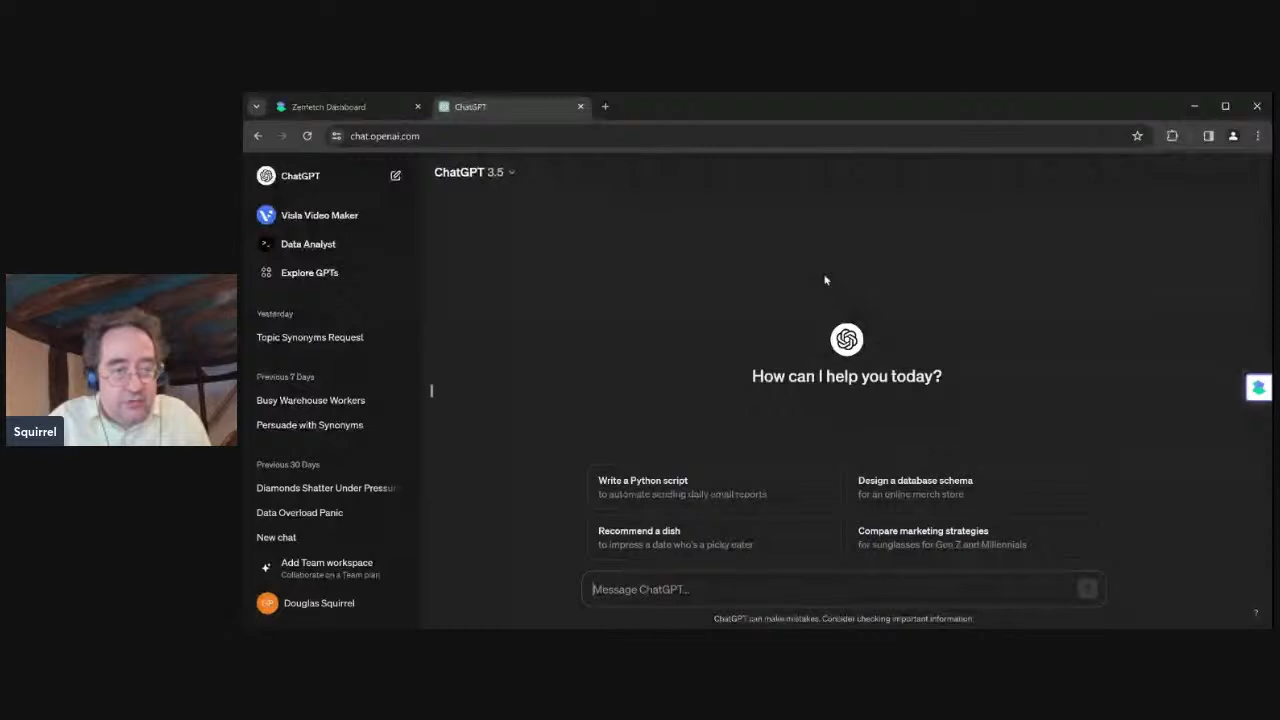 Zenfetch Dashboard
ChatGPT
chat.openai.com
ChatGPT
ChatGPT 3.5
Visla Video Maker
Data Analyst
Explore GPTs
Yesterday
Topic Synonyms Request
Previous 7 Days
Busy Warehouse Workers
Persuade with Synonyms
Previous 30 Days
Diamonds Shatter Under Pressur
Data Overload Panic
New chat
Add Team workspace
Collaborate on a Team plan
Douglas Squirrel
How can I help you today?
Write a Python script
to automate sending daily email reports
Design a database schema
for an online merch store
Recommend a dish
to impress a date who's a picky eater
Compare marketing strategies
for sunglasses for Gen Z and Millennials
Message ChatGPT...
ChatGPT can make mistakes. Consider checking important information.
?
Squirrel